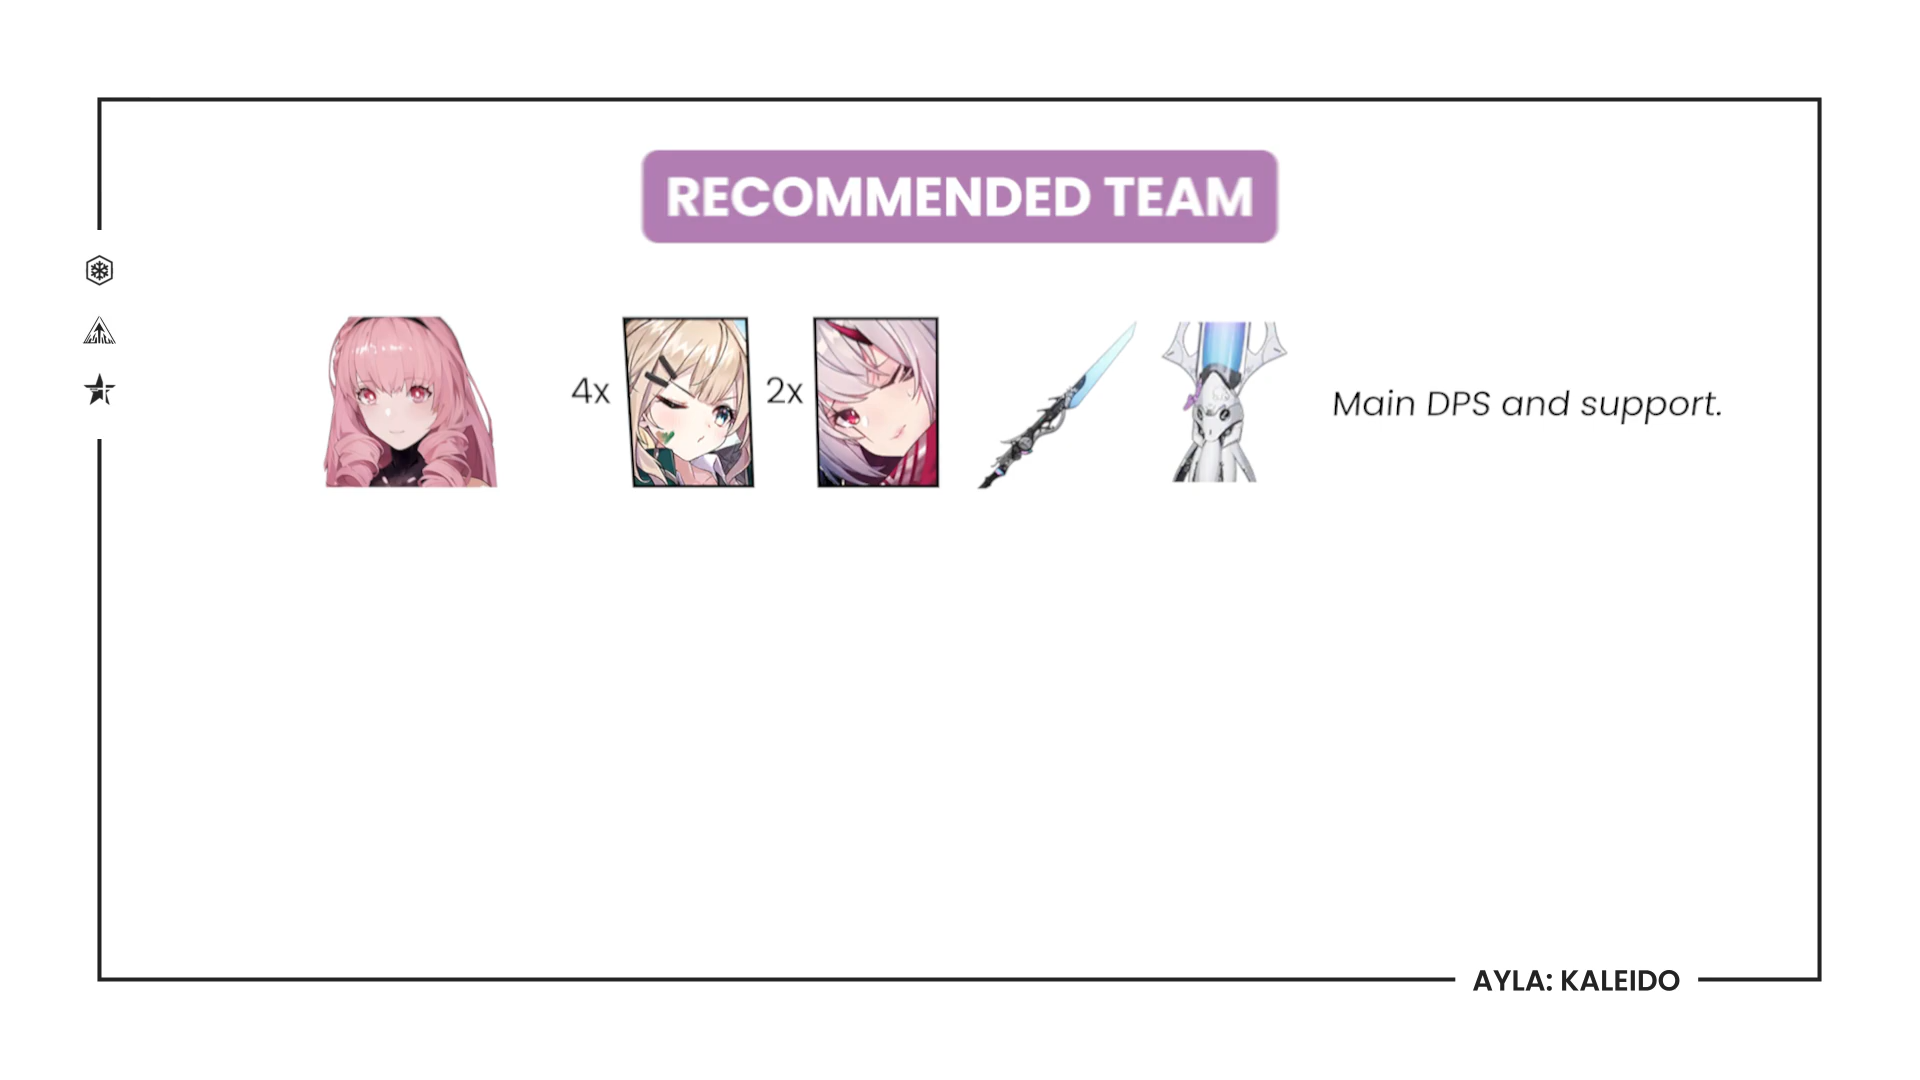 RECOMMENDED TEAM
4x
2x
Main DPS and support.
AYLA: KALEIDO